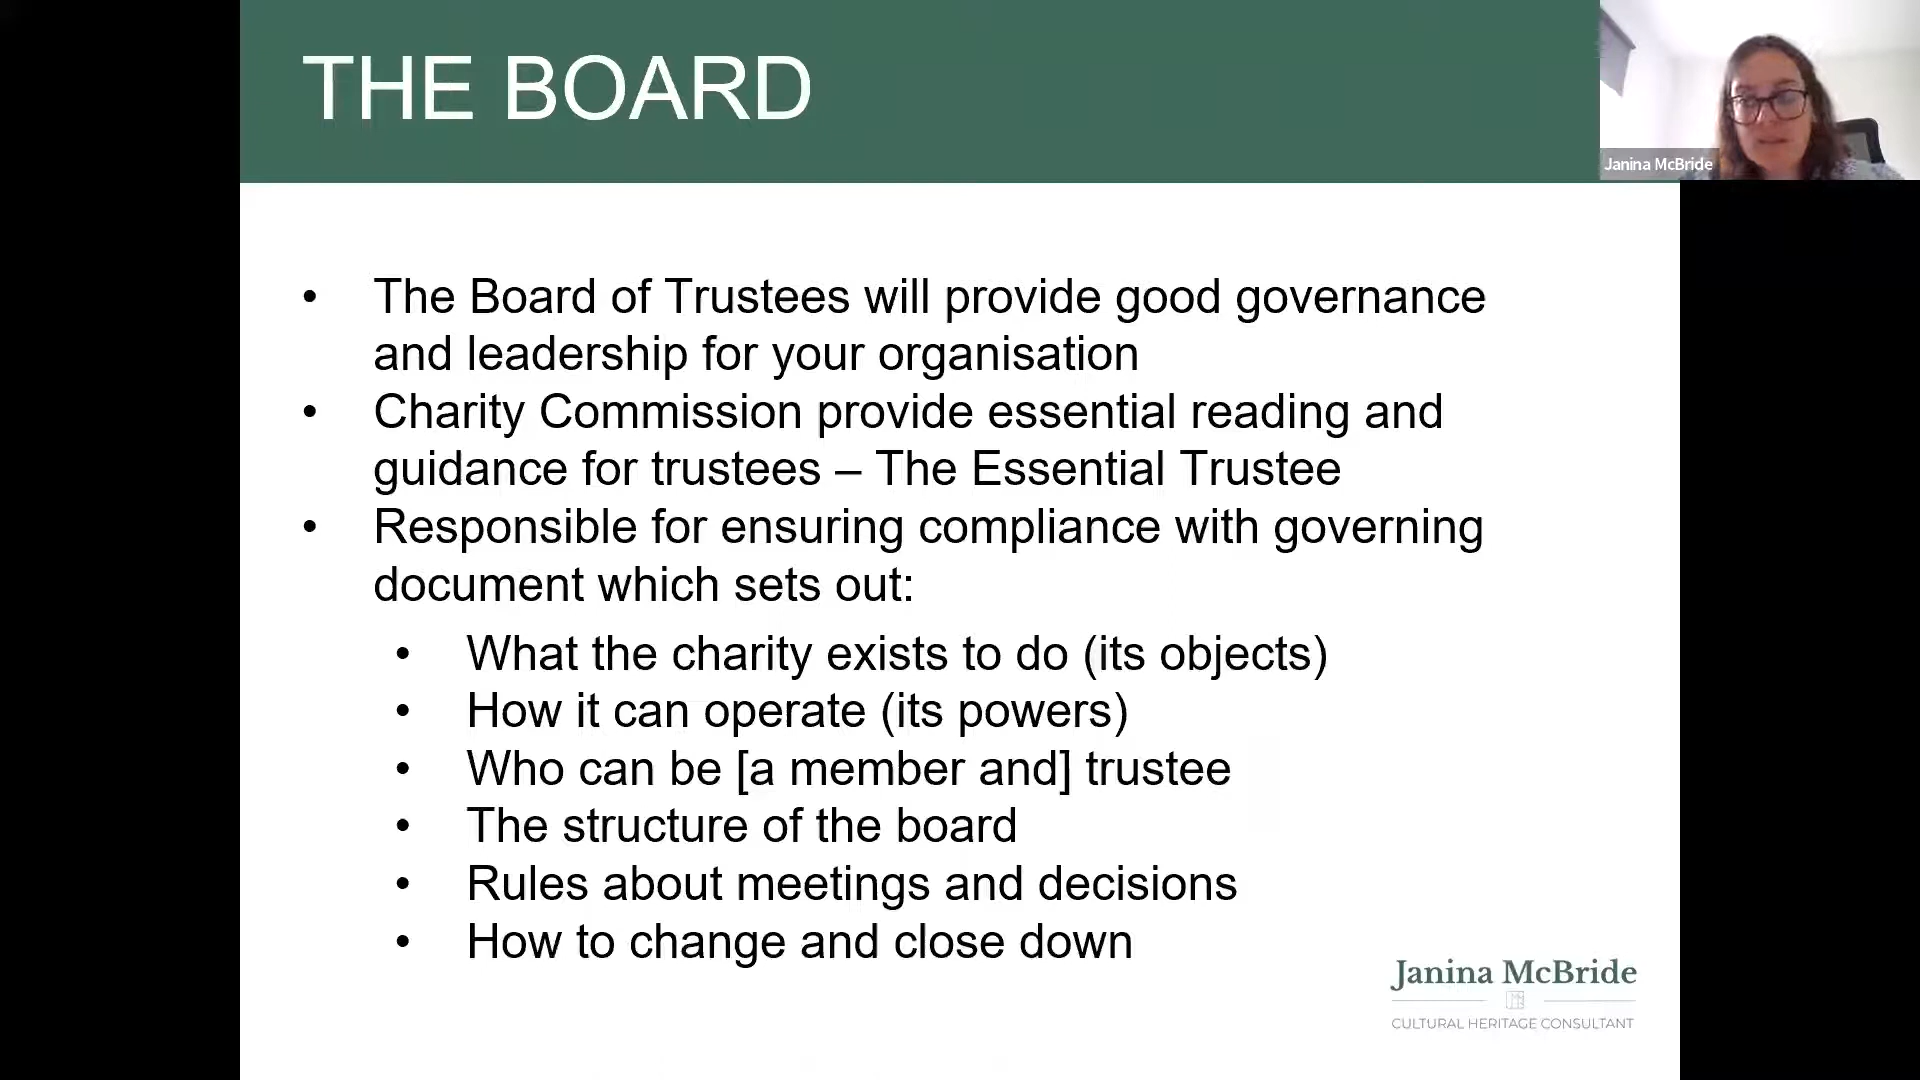 THE BOARD
Janina McBride
• The Board of Trustees will provide good governance
and leadership for your organisation
• Charity Commission provide essential reading and
guidance for trustees – The Essential Trustee
• Responsible for ensuring compliance with governing
document which sets out:
• What the charity exists to do (its objects)
• How it can operate (its powers)
• Who can be [a member and] trustee
• The structure of the board
• Rules about meetings and decisions
• How to change and close down
Janina McBride
CULTURAL HERITAGE CONSULTANT